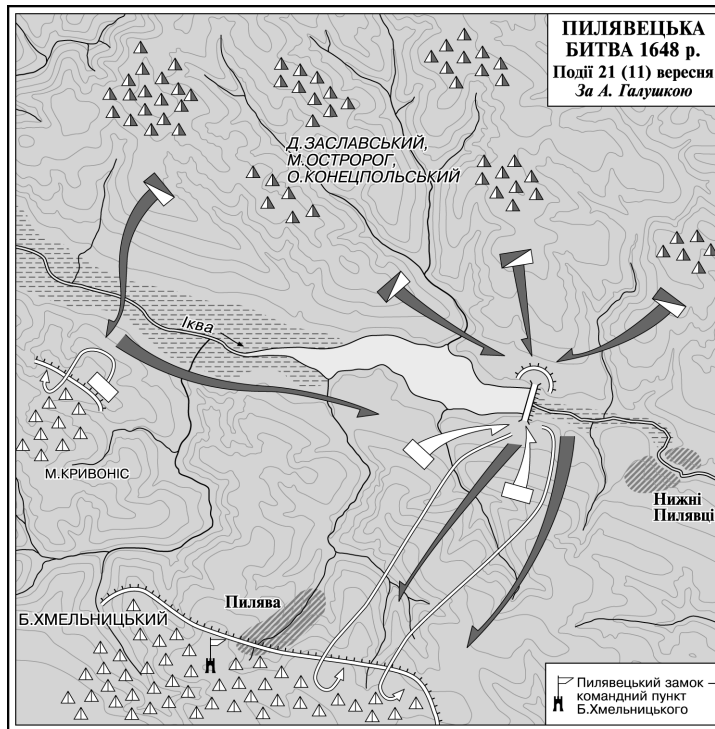 ПИЛЯВЕЦЬКА
БИТВА 1648 р.
Події 21 (11) вересня
За А. Галушкою
Д.ЗАСЛАВСЬКИЙ,
М.ОСТРОРОГ,
О.КОНЕЦПОЛЬСЬКИЙ
Іква
М.КРИВОНІС
Нижні
Пилявці
Пилява
Б.ХМЕЛЬНИЦЬКИЙ
Пилявецький замок –
командний пункт
Б.Хмельницького